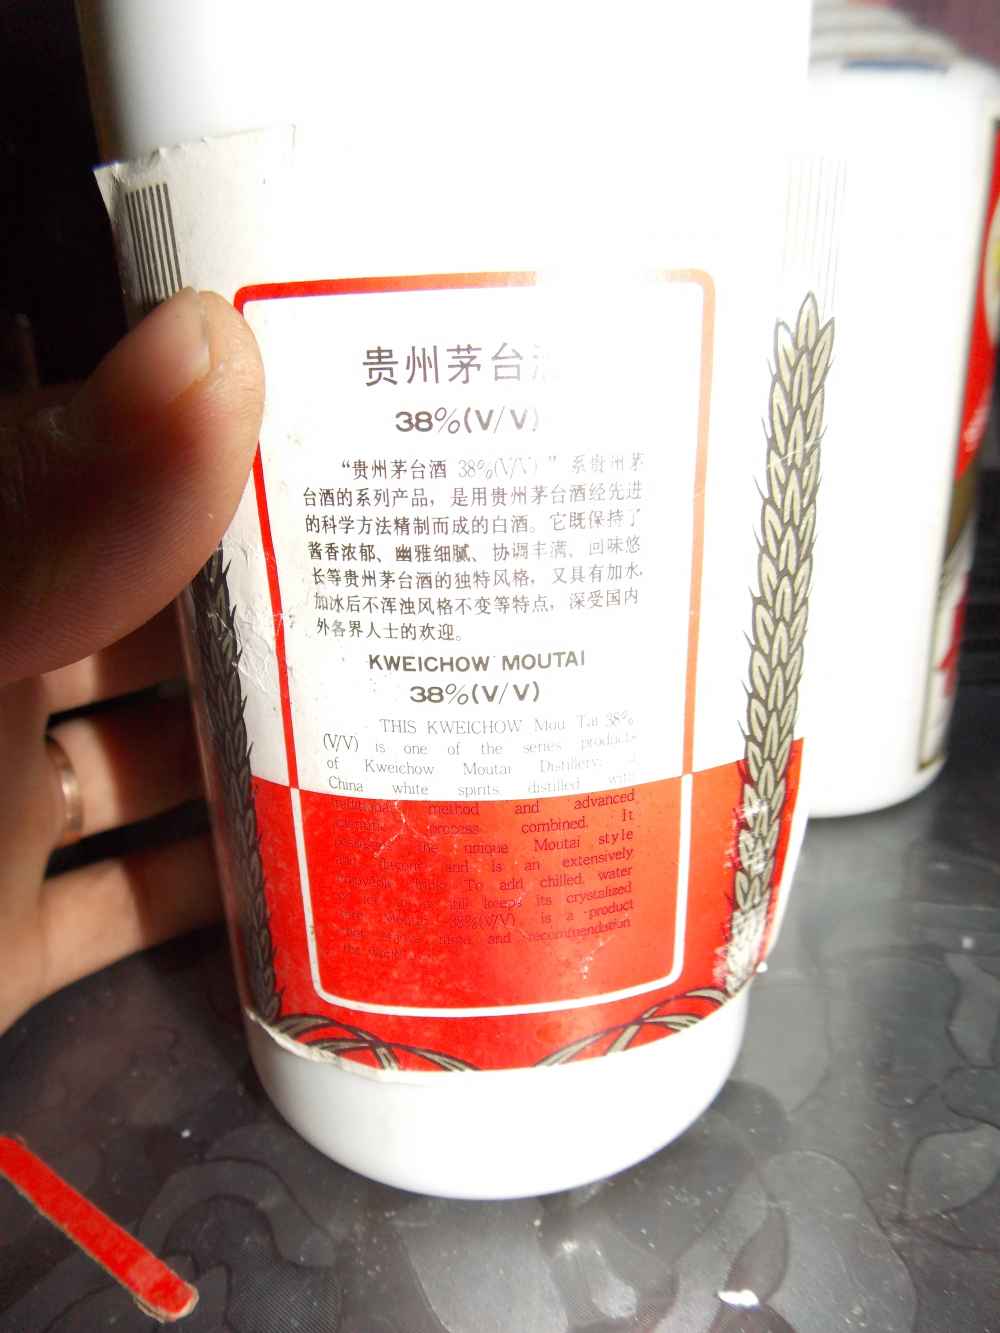 贵州茅台酒
38%(V/V)
“贵州茅台酒 38%(V/V)”系贵州茅
台酒的系列产品，是用贵州茅台酒经先进
的科学方法精制而成的白酒。它既保持了
酱香浓郁、幽雅细腻、协调丰满、回味悠
长等贵州茅台酒的独特风格，又具有加水、
加冰后不浑浊风格不变等特点，深受国内
外各界人士的欢迎。
KWEICHOW MOUTAI
38%(V/V)
THIS KWEICHOW Mou Tai 38%
(V/V) is one of the series products
of Kweichow Moutai Distillery,
China white spirits distilled with
method and advanced
process combined. It
the unique Moutai style
and is an extensively
To add chilled water
still keeps its crystalized
38%(V/V) is a product
and recommendation